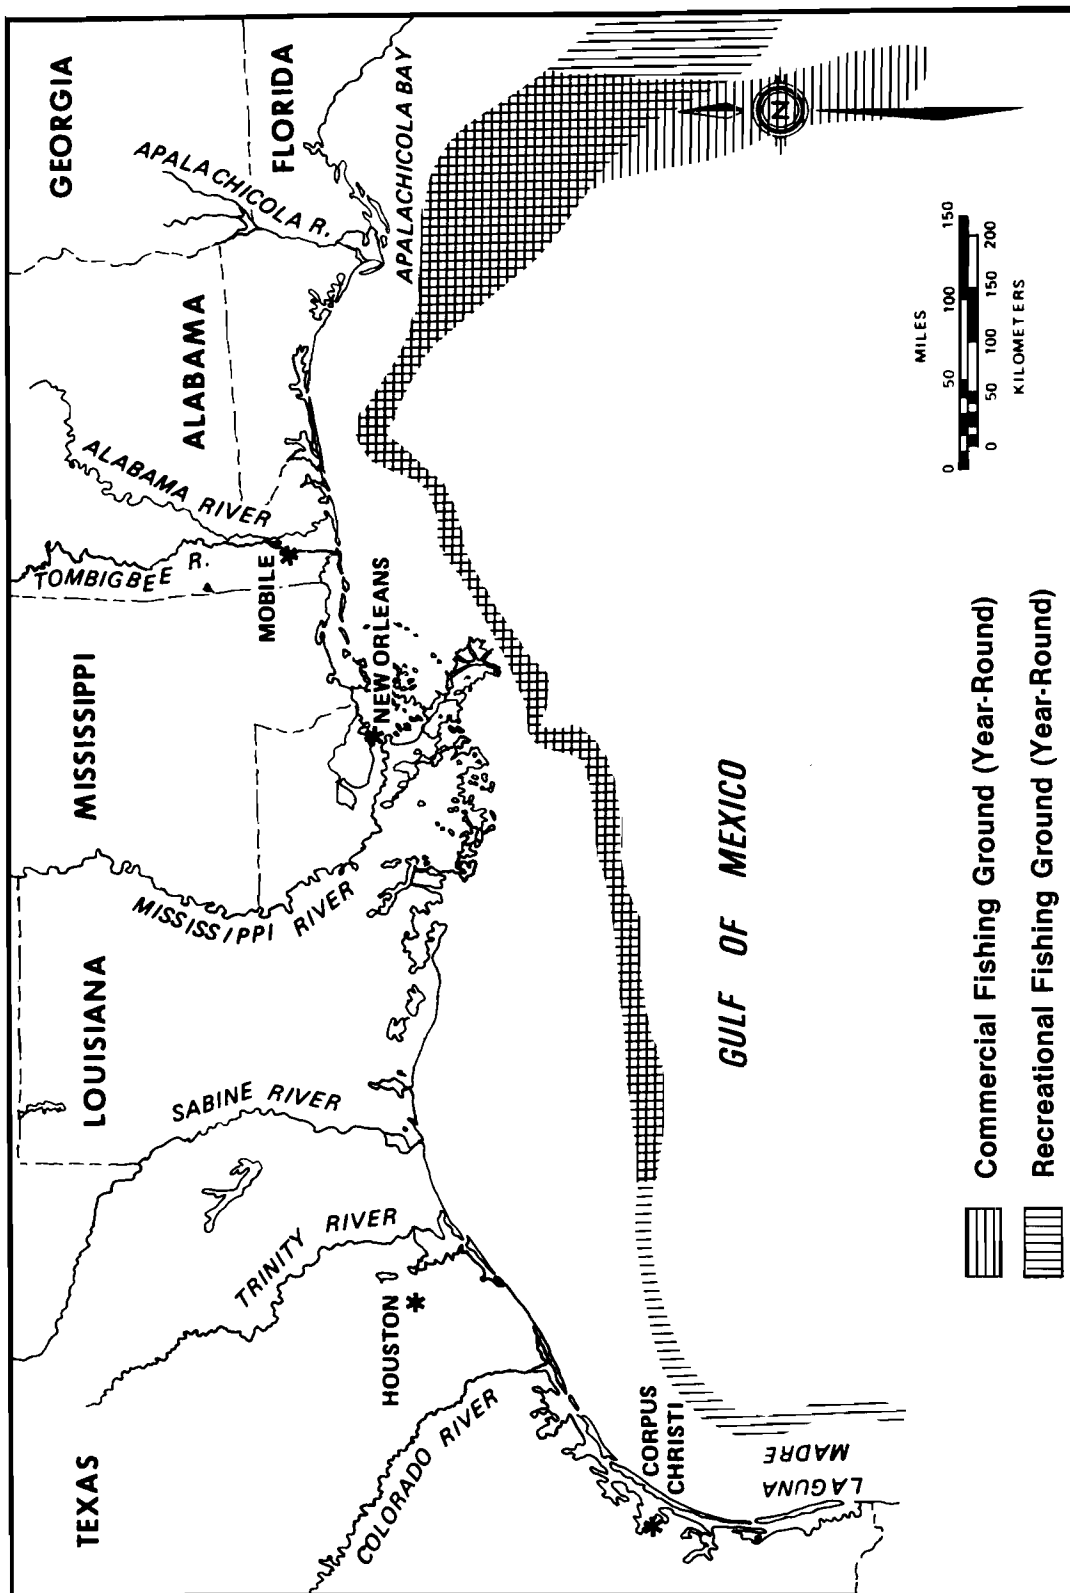 TEXAS
LOUISIANA
MISSISSIPPI
ALABAMA
GEORGIA
FLORIDA
COLORADO RIVER
TRINITY RIVER
SABINE RIVER
MISSISSIPPI RIVER
TOMBIGBEE R.
ALABAMA RIVER
APALACHICOLA R.
HOUSTON
MOBILE
NEW ORLEANS
CORPUS
CHRISTI
LAGUNA
MADRE
APALACHICOLA BAY
GULF OF MEXICO
N
MILES
0 50 100 150
0 50 100 150 200
KILOMETERS
Commercial Fishing Ground (Year-Round)
Recreational Fishing Ground (Year-Round)